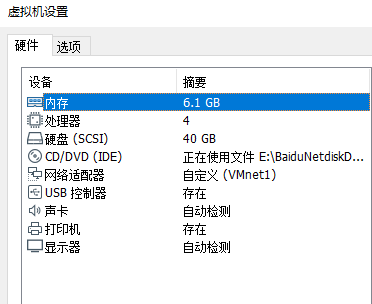 虚拟机设置
硬件 选项
设备 摘要
内存 6.1 GB
处理器 4
硬盘 (SCSI) 40 GB
CD/DVD (IDE) 正在使用文件 E:\BaiduNetdiskD...
网络适配器 自定义 (VMnet1)
USB 控制器 存在
声卡 自动检测
打印机 存在
显示器 自动检测